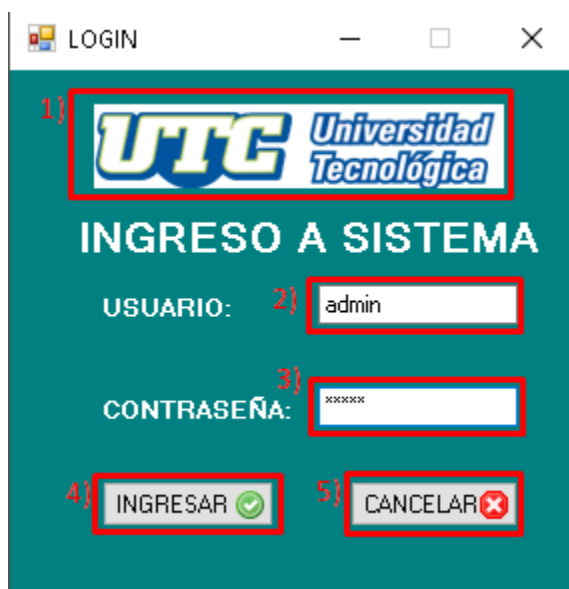 LOGIN
1)
UTC Universidad
Tecnológica
INGRESO A SISTEMA
USUARIO: 2) admin
3)
CONTRASEÑA: *****
4) INGRESAR 5) CANCELAR